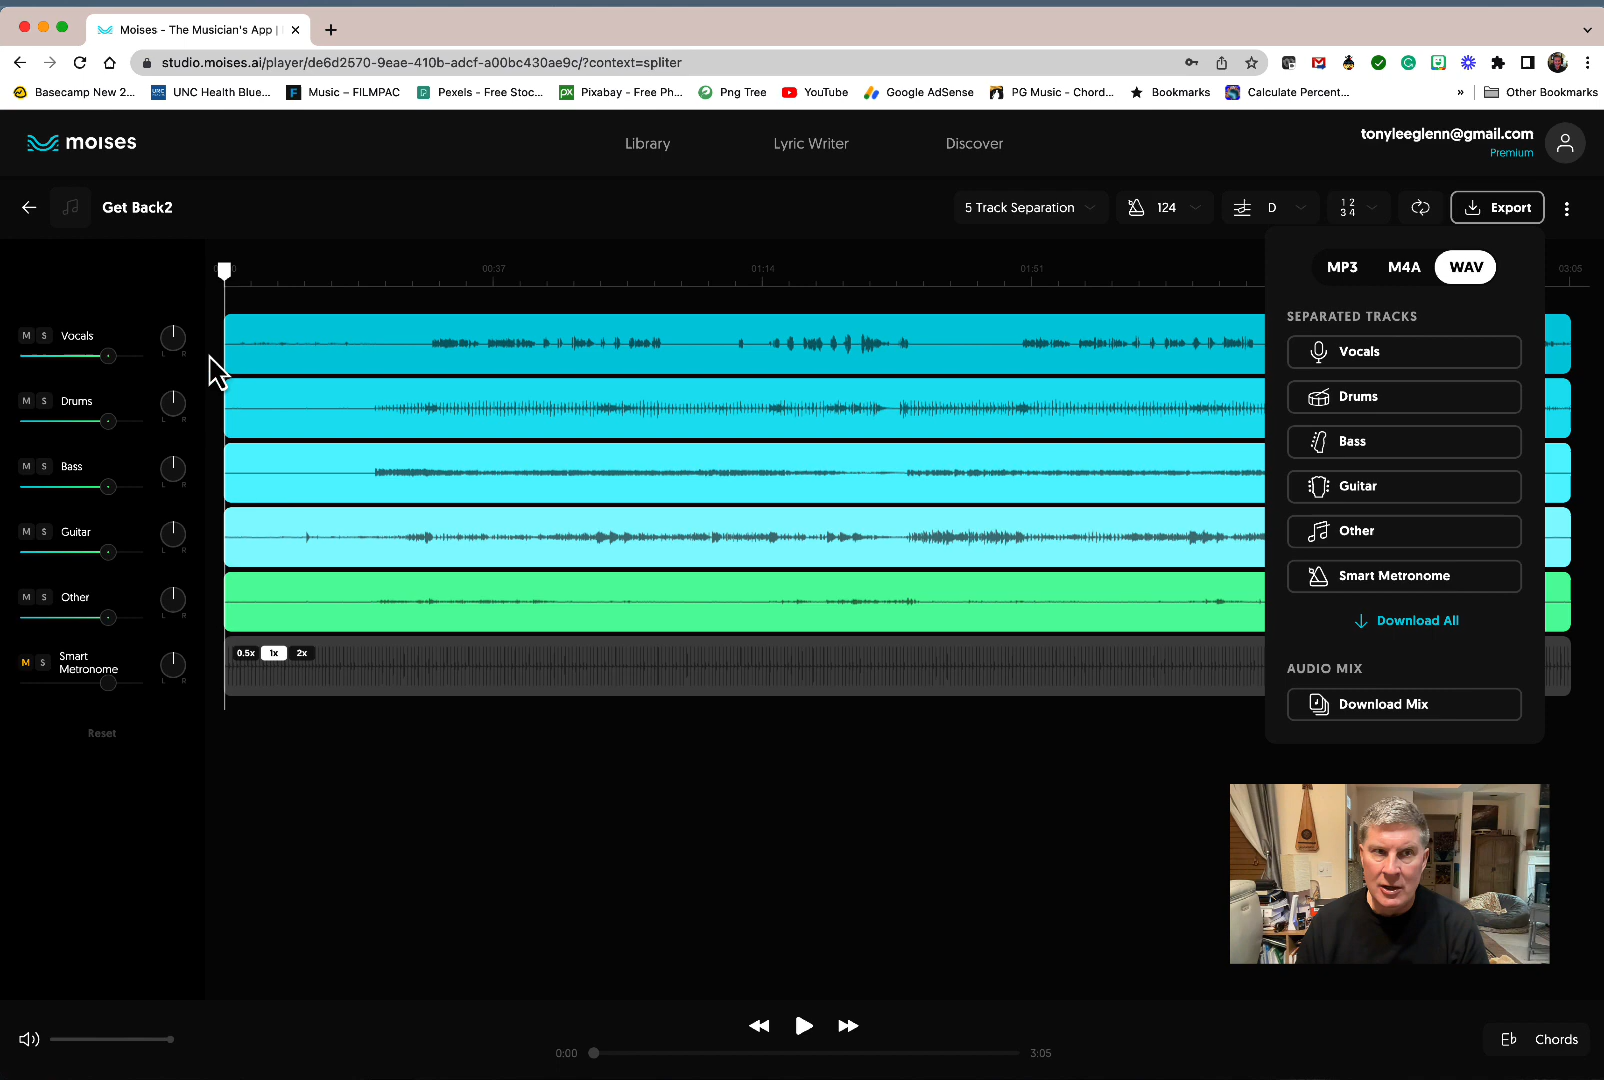 Moises - The Musician's App |
studio.moises.ai/player/de6d2570-9eae-410b-adcf-a00bc430ae9c/?context=spliter
Basecamp New 2... UNC Health Blue... Music – FILMPAC Pexels - Free Stoc... Pixabay - Free Ph... Png Tree YouTube Google AdSense PG Music - Chord... Bookmarks Calculate Percent... » Other Bookmarks
moises Library Lyric Writer Discover tonyleeglenn@gmail.com
Premium
Get Back2 5 Track Separation 124 D 1 2 3 4 Export
00:37 01:14 01:51 03:05
MP3 M4A WAV
SEPARATED TRACKS
M S Vocals
L R
Vocals
M S Drums
L R
Drums
M S Bass
L R
Bass
M S Guitar
L R
Guitar
M S Other
L R
Other
M S Smart Metronome
L R
0.5x 1x 2x
Smart Metronome
Download All
AUDIO MIX
Download Mix
Reset
0:00 3:05
Chords